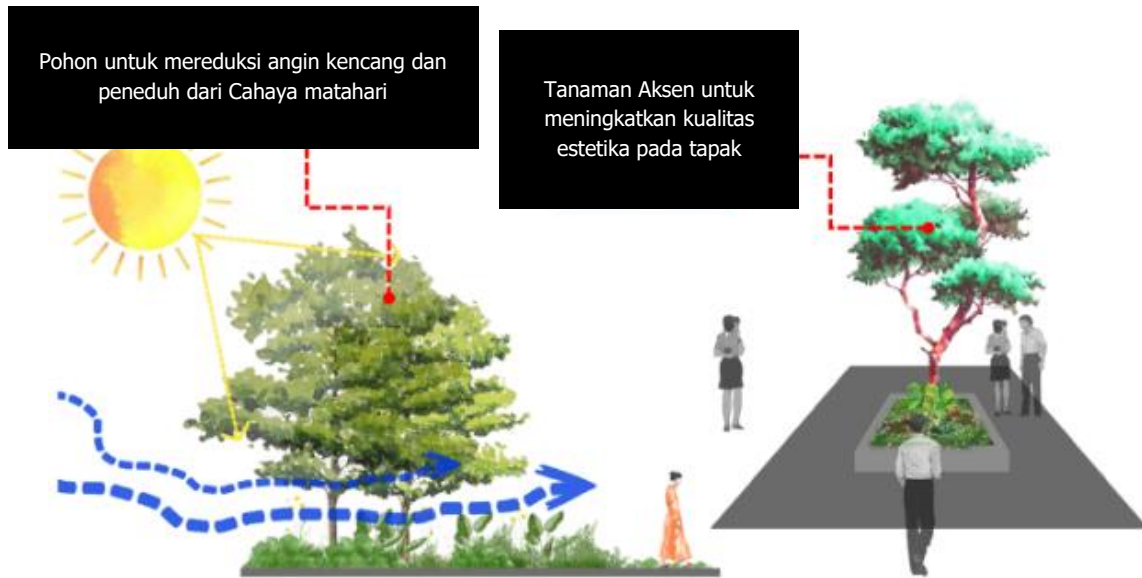 Pohon untuk mereduksi angin kencang dan
peneduh dari Cahaya matahari
Tanaman Aksen untuk
meningkatkan kualitas
estetika pada tapak